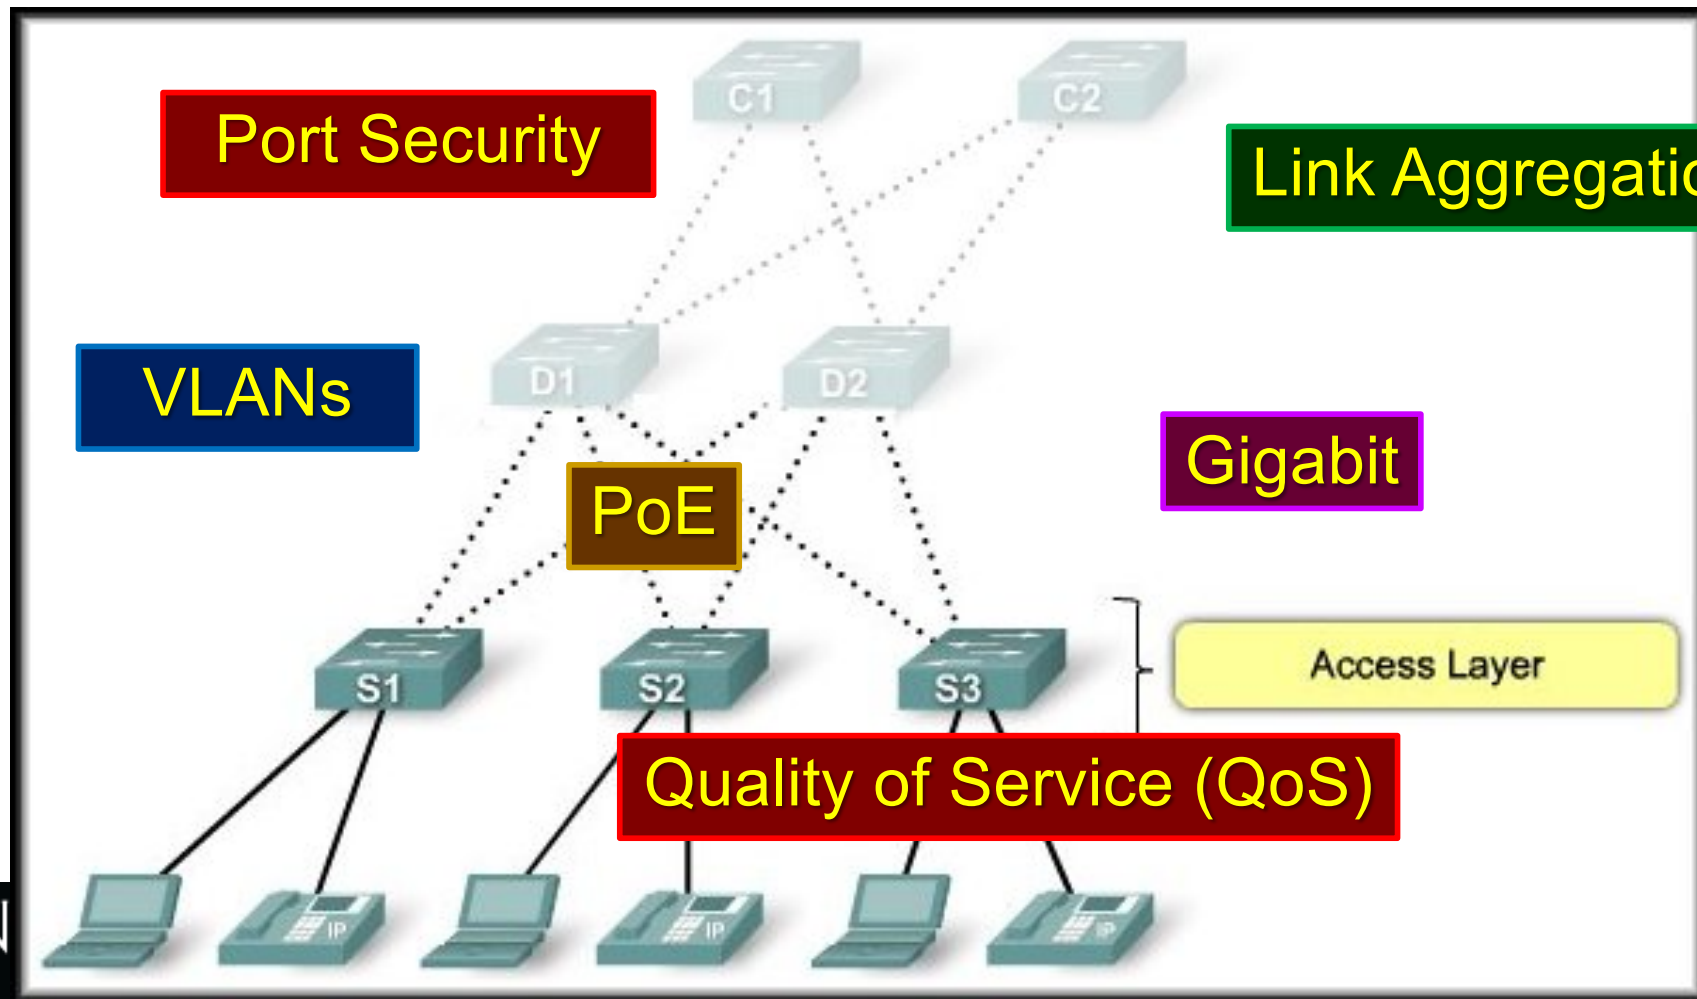 C1
C2
Port Security
Link Aggregatio
D1
D2
VLANs
Gigabit
PoE
S1
S2
S3
Access Layer
Quality of Service (QoS)
IP
IP
IP
N